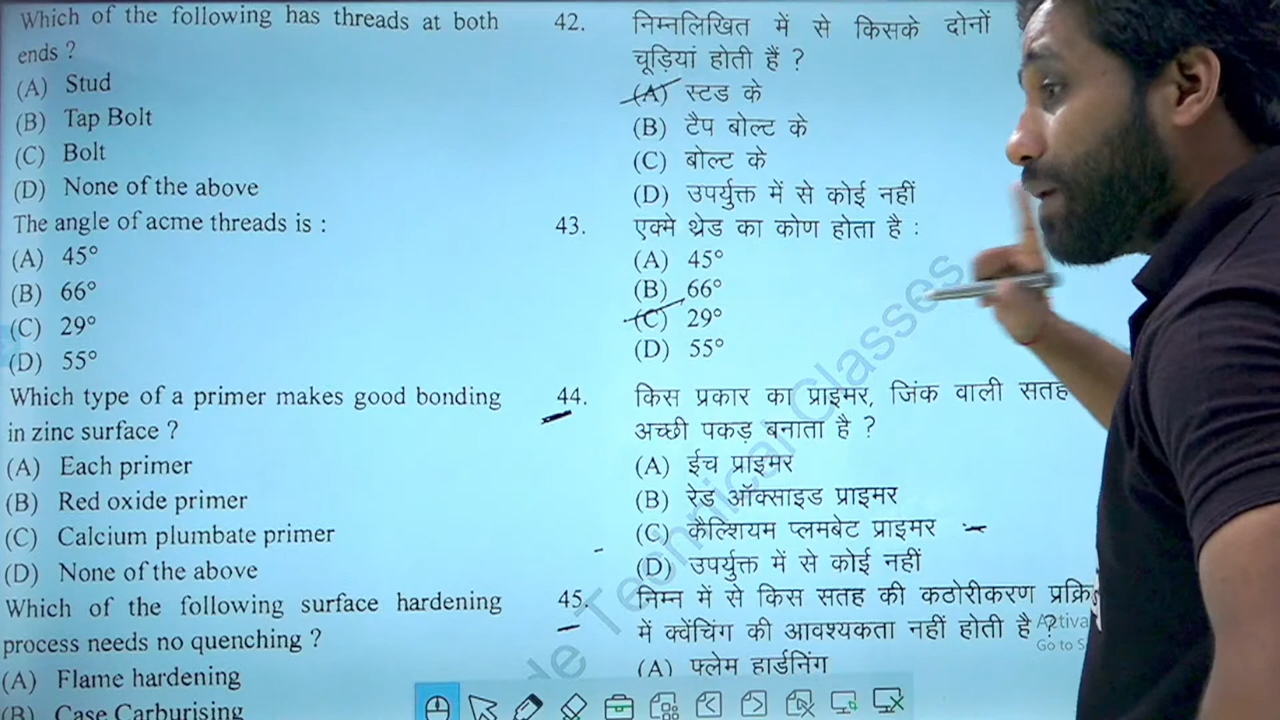 Which of the following has threads at both
ends ?
(A) Stud
(B) Tap Bolt
(C) Bolt
(D) None of the above
The angle of acme threads is :
(A) 45°
(B) 66°
(C) 29°
(D) 55°
Which type of a primer makes good bonding
in zinc surface ?
(A) Each primer
(B) Red oxide primer
(C) Calcium plumbate primer
(D) None of the above
Which of the following surface hardening
process needs no quenching ?
(A) Flame hardening
(B) Case Carburising
42. निम्नलिखित में से किसके दोनों
चूड़ियां होती हैं ?
(A) स्टड के
(B) टैप बोल्ट के
(C) बोल्ट के
(D) उपर्युक्त में से कोई नहीं
43. एक्मे थ्रेड का कोण होता है :
(A) 45°
(B) 66°
(C) 29°
(D) 55°
44. किस प्रकार का प्राइमर, जिंक वाली सतह
अच्छी पकड़ बनाता है ?
(A) ईच प्राइमर
(B) रेड ऑक्साइड प्राइमर
(C) कैल्शियम प्लमबेट प्राइमर
(D) उपर्युक्त में से कोई नहीं
45. निम्न में से किस सतह की कठोरीकरण
में क्वेंचिंग की आवश्यकता नहीं होती है ?
(A) फ्लेम हार्डनिंग
Technical Classes
Go to